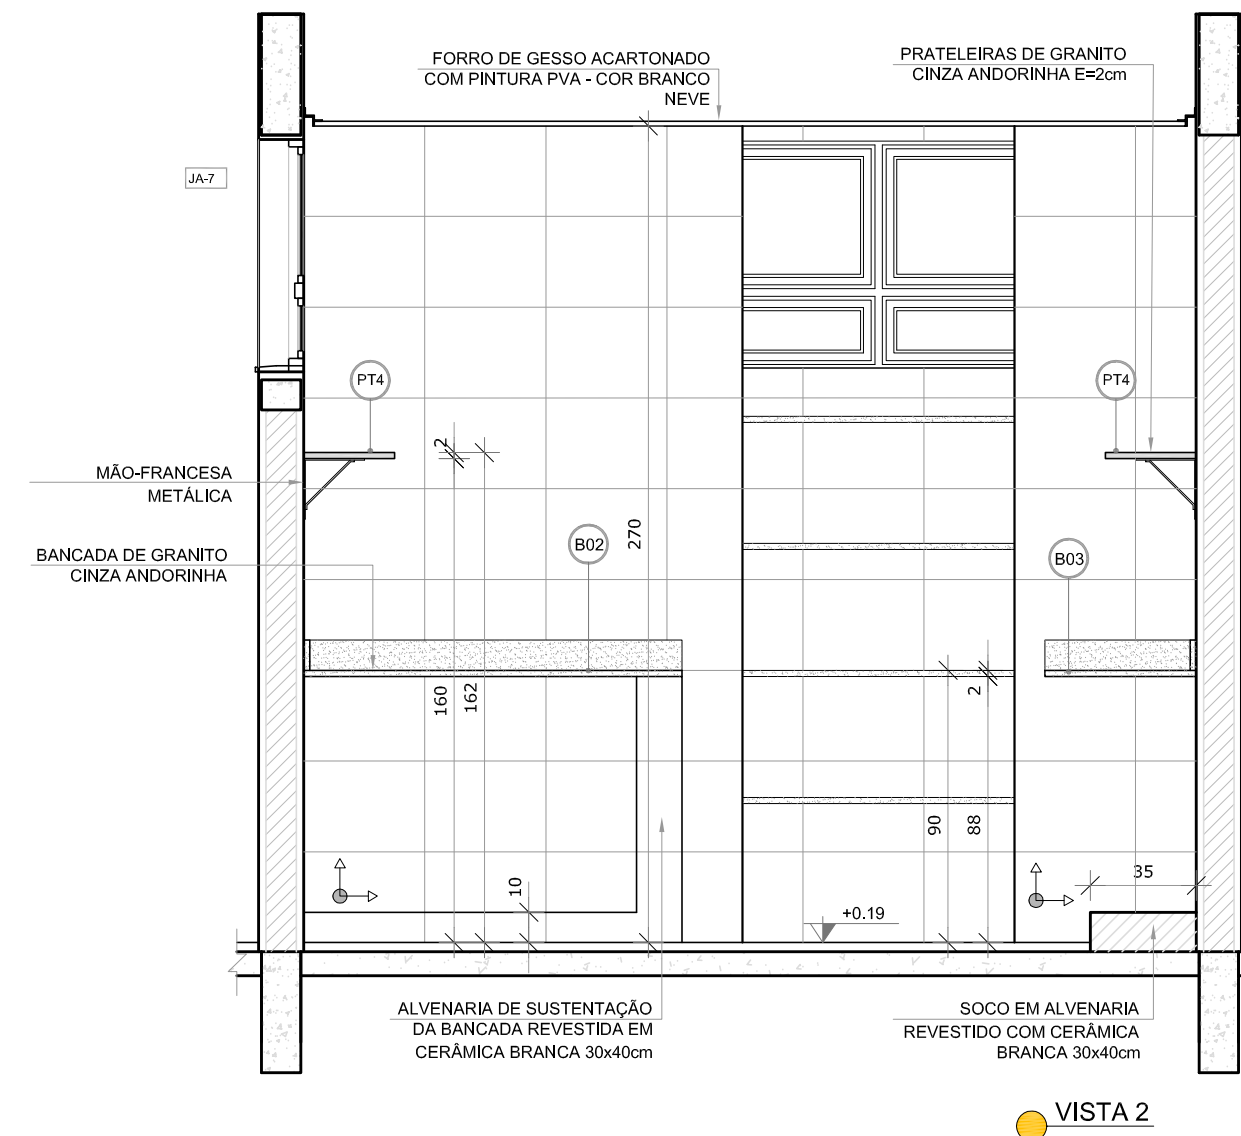 FORRO DE GESSO ACARTONADO
COM PINTURA PVA - COR BRANCO
NEVE
PRATELEIRAS DE GRANITO
CINZA ANDORINHA E=2cm
JA-7
PT4
PT4
2
MÃO-FRANCESA
METÁLICA
270
B02
B03
BANCADA DE GRANITO
CINZA ANDORINHA
160
162
2
90
88
35
10
+0.19
ALVENARIA DE SUSTENTAÇÃO
DA BANCADA REVESTIDA EM
CERÂMICA BRANCA 30x40cm
SOCO EM ALVENARIA
REVESTIDO COM CERÂMICA
BRANCA 30x40cm
VISTA 2